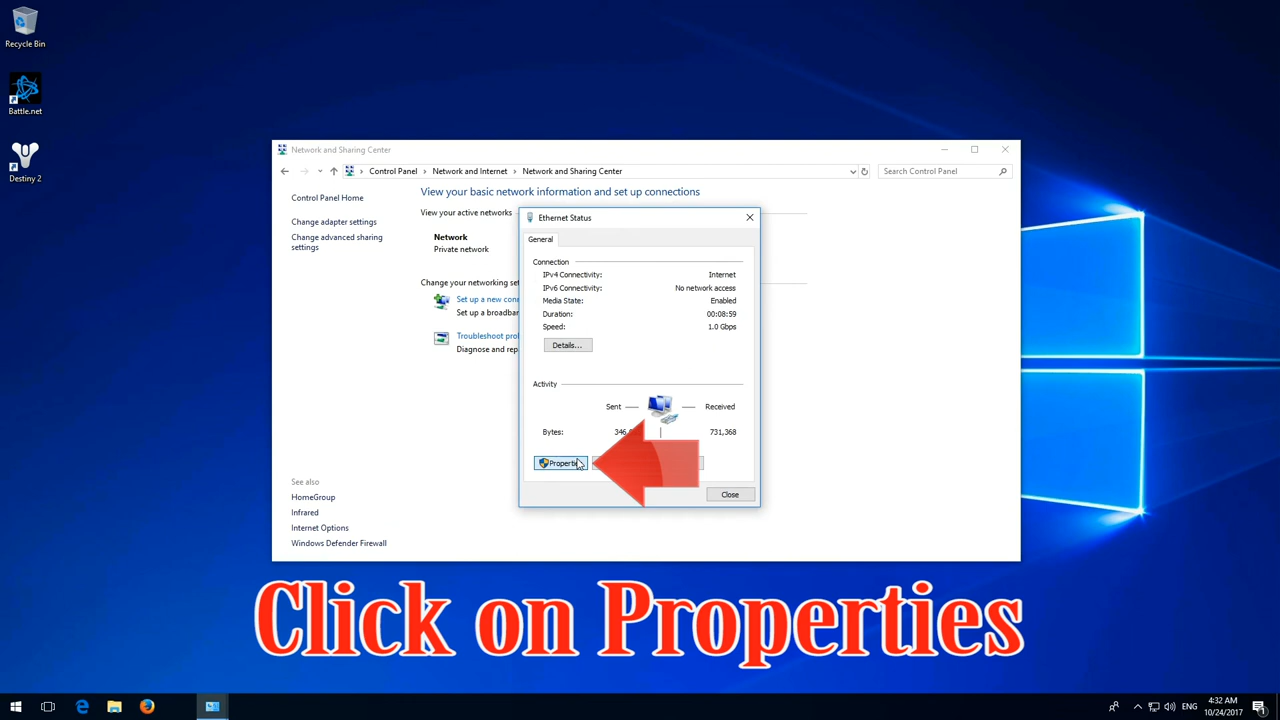 Recycle Bin
Battle.net
Destiny 2
Network and Sharing Center
Control Panel > Network and Internet > Network and Sharing Center
Search Control Panel
Control Panel Home
Change adapter settings
Change advanced sharing
settings
See also
HomeGroup
Infrared
Internet Options
Windows Defender Firewall
View your basic network information and set up connections
View your active networks
Network
Private network
Change your networking
Set up a new
Set up a
Troubleshoot
Diagnose and
Ethernet Status
General
Connection
IPv4 Connectivity: Internet
IPv6 Connectivity: No network access
Media State: Enabled
Duration: 00:08:59
Speed: 1.0 Gbps
Details...
Activity
Sent — — Received
Bytes: 731,368
Properties
Close
Click on Properties
ENG
4:32 AM
10/24/2017
1